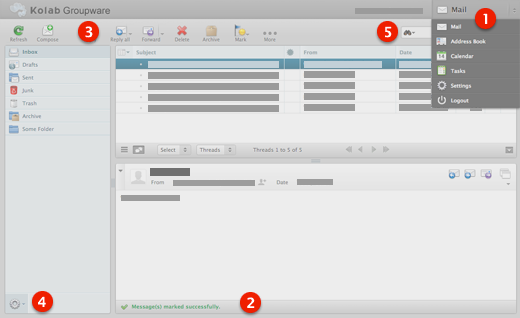 Kolab Groupware
Mail
1
Refresh
Compose
3
Reply all
Forward
Delete
Archive
Mark
More
5
Mail
Address Book
Calendar
Tasks
Settings
Logout
Inbox
Drafts
Sent
Junk
Trash
Archive
Some Folder
Subject
From
Date
Select
Threads
Threads 1 to 5 of 5
From
Date
4
Message(s) marked successfully.
2